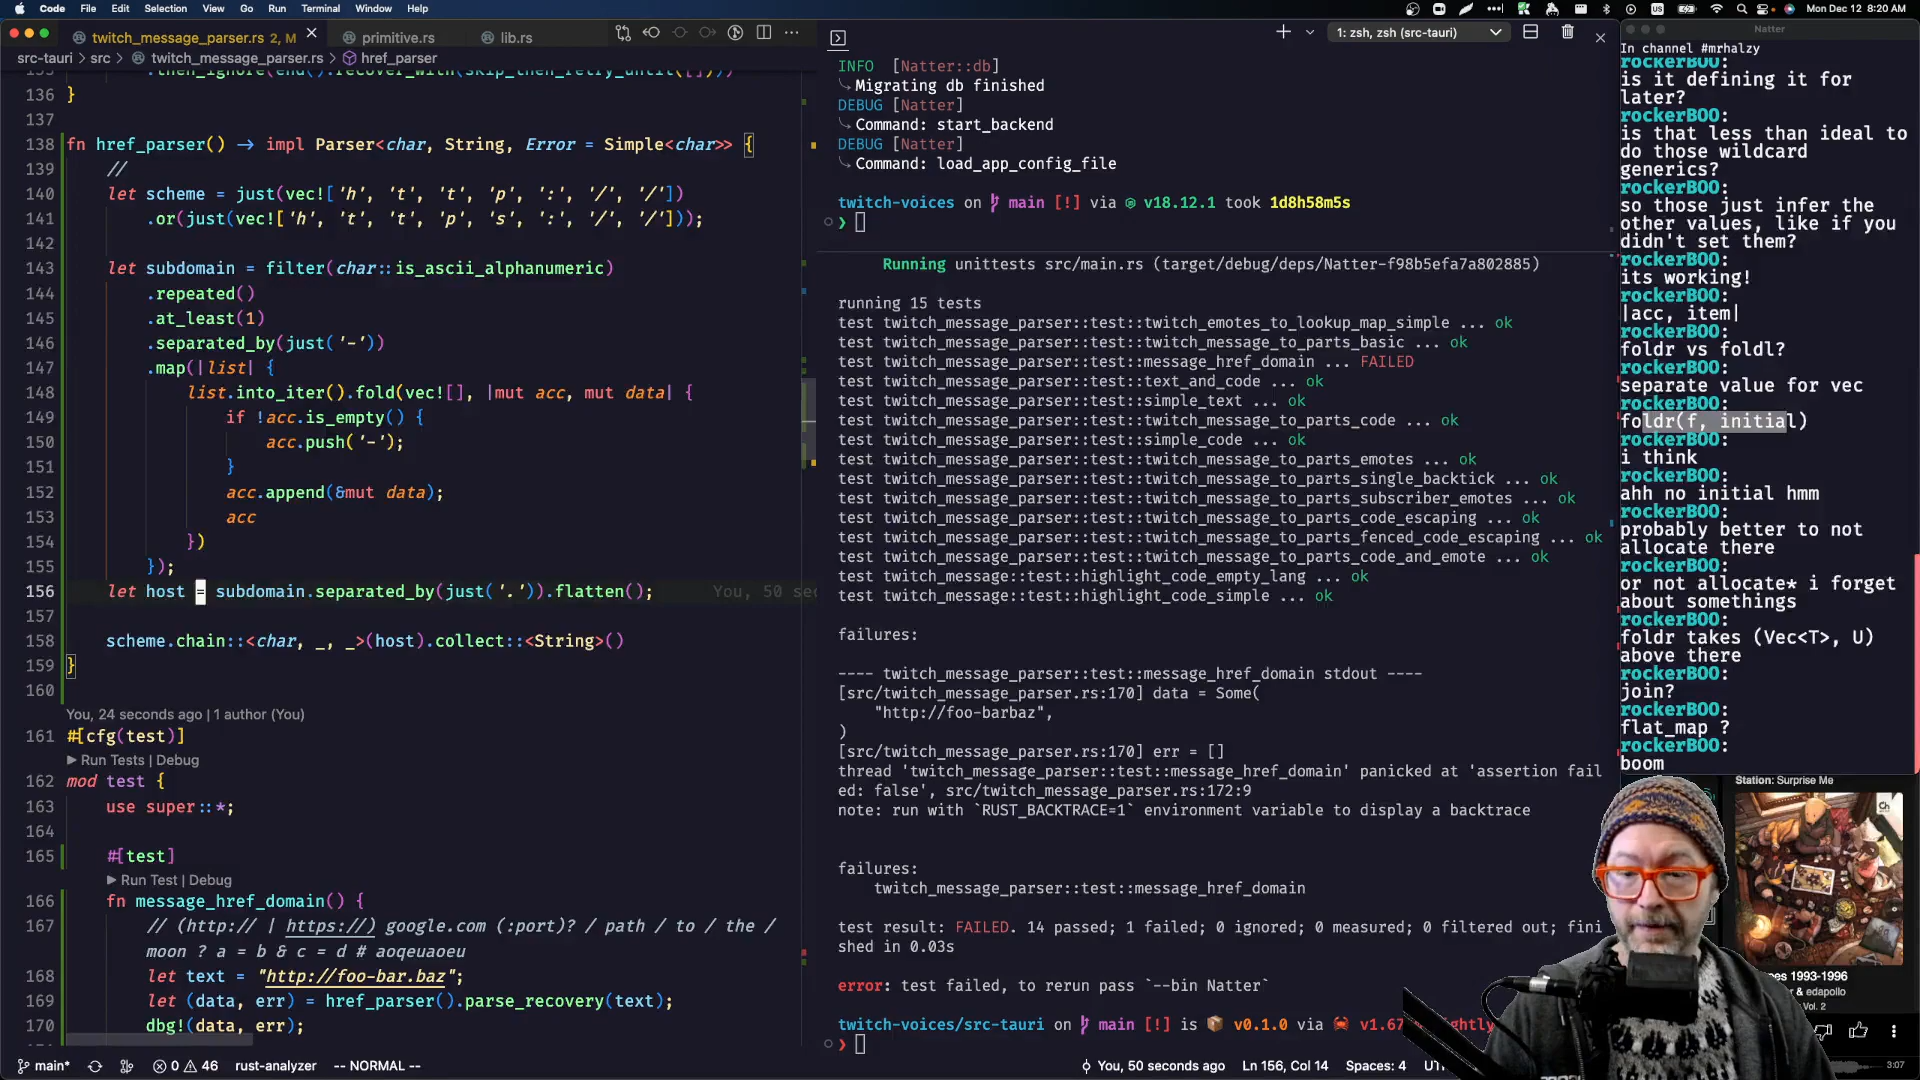 Code File Edit Selection View Go Run Terminal Window Help
Mon Dec 12 8:20 AM
twitch_message_parser.rs 2, M
primitive.rs
lib.rs
src-tauri › src › twitch_message_parser.rs › href_parser
135 .then_ignore(end().recover_with(skip_then_retry_until([])))
136 }
137
138 fn href_parser() → impl Parser<char, String, Error = Simple<char>> {
139 //
140 let scheme = just(vec!['h', 't', 't', 'p', ':', '/', '/'])
141 .or(just(vec!['h', 't', 't', 'p', 's', ':', '/', '/']));
142
143 let subdomain = filter(char::is_ascii_alphanumeric)
144 .repeated()
145 .at_least(1)
146 .separated_by(just('-'))
147 .map(|list| {
148 list.into_iter().fold(vec![], |mut acc, mut data| {
149 if !acc.is_empty() {
150 acc.push('-');
151 }
152 acc.append(&mut data);
153 acc
154 })
155 });
156 let host = subdomain.separated_by(just('.')).flatten(); You, 50 sec
157
158 scheme.chain::<char, _, _>(host).collect::<String>()
159 }
160
You, 24 seconds ago | 1 author (You)
161 #[cfg(test)]
Run Tests | Debug
162 mod test {
163 use super::*;
164
165 #[test]
Run Test | Debug
166 fn message_href_domain() {
167 // (http:// | https://) google.com (:port)? / path / to / the /
moon ? a = b & c = d # aoqeuaoeu
168 let text = "http://foo-bar.baz";
169 let (data, err) = href_parser().parse_recovery(text);
170 dbg!(data, err);
main* 0 46 rust-analyzer -- NORMAL -- You, 50 seconds ago Ln 156, Col 14 Spaces: 4
1: zsh, zsh (src-tauri)
INFO [Natter::db]
Migrating db finished
DEBUG [Natter]
Command: start_backend
DEBUG [Natter]
Command: load_app_config_file
twitch-voices on main [!] via v18.12.1 took 1d8h58m5s
❯
Running unittests src/main.rs (target/debug/deps/Natter-f98b5efa7a802885)
running 15 tests
test twitch_message_parser::test::twitch_emotes_to_lookup_map_simple ... ok
test twitch_message_parser::test::twitch_message_to_parts_basic ... ok
test twitch_message_parser::test::message_href_domain ... FAILED
test twitch_message_parser::test::text_and_code ... ok
test twitch_message_parser::test::simple_text ... ok
test twitch_message_parser::test::twitch_message_to_parts_code ... ok
test twitch_message_parser::test::simple_code ... ok
test twitch_message_parser::test::twitch_message_to_parts_emotes ... ok
test twitch_message_parser::test::twitch_message_to_parts_single_backtick ... ok
test twitch_message_parser::test::twitch_message_to_parts_subscriber_emotes ... ok
test twitch_message_parser::test::twitch_message_to_parts_code_escaping ... ok
test twitch_message_parser::test::twitch_message_to_parts_fenced_code_escaping ... ok
test twitch_message_parser::test::twitch_message_to_parts_code_and_emote ... ok
test twitch_message::test::highlight_code_empty_lang ... ok
test twitch_message::test::highlight_code_simple ... ok
failures:
---- twitch_message_parser::test::message_href_domain stdout ----
[src/twitch_message_parser.rs:170] data = Some(
"http://foo-barbaz",
)
[src/twitch_message_parser.rs:170] err = []
thread 'twitch_message_parser::test::message_href_domain' panicked at 'assertion fail
ed: false', src/twitch_message_parser.rs:172:9
note: run with `RUST_BACKTRACE=1` environment variable to display a backtrace
failures:
twitch_message_parser::test::message_href_domain
test result: FAILED. 14 passed; 1 failed; 0 ignored; 0 measured; 0 filtered out; fini
shed in 0.03s
error: test failed, to rerun pass `--bin Natter`
twitch-voices/src-tauri on main [!] is v0.1.0 via
❯
Natter
In channel #mrhalzy
rockerBOO:
is it defining it for
later?
rockerBOO:
is that less than ideal to
do those wildcard
generics?
rockerBOO:
so those just infer the
other values, like if you
didn't set them?
rockerBOO:
its working!
rockerBOO:
|acc, item|
rockerBOO:
foldr vs foldl?
rockerBOO:
separate value for vec
rockerBOO:
foldr(f, initial)
rockerBOO:
i think
rockerBOO:
ahh no initial hmm
rockerBOO:
probably better to not
allocate there
rockerBOO:
or not allocate* i forget
about somethings
rockerBOO:
foldr takes (Vec<T>, U)
above there
rockerBOO:
join?
rockerBOO:
flat_map ?
rockerBOO:
boom
Station: Surprise Me
1993-1996
& edapollo
Vol. 2
3:07